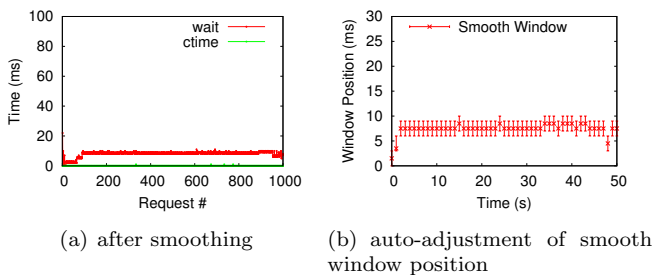 100
80
60
40
20
0
Time (ms)
wait
ctime
0 200 400 600 800 1000
Request #
(a) after smoothing
30
25
20
15
10
5
0
Window Position (ms)
Smooth Window
0 10 20 30 40 50
Time (s)
(b) auto-adjustment of smooth
window position